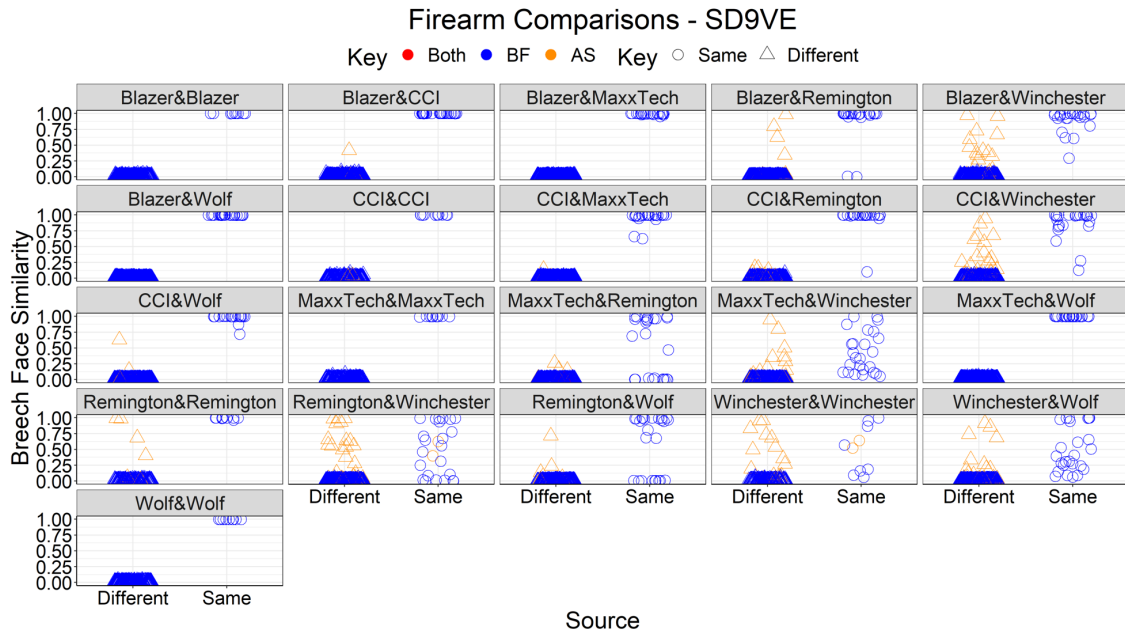 Firearm Comparisons - SD9VE
Key Both BF AS Key Same Different
Blazer&Blazer Blazer&CCI Blazer&MaxxTech Blazer&Remington Blazer&Winchester
1.00
0.75
0.50
0.25
0.00
Blazer&Wolf CCI&CCI CCI&MaxxTech CCI&Remington CCI&Winchester
1.00
0.75
0.50
0.25
0.00
CCI&Wolf MaxxTech&MaxxTech MaxxTech&Remington MaxxTech&Winchester MaxxTech&Wolf
1.00
0.75
0.50
0.25
0.00
Remington&Remington Remington&Winchester Remington&Wolf Winchester&Winchester Winchester&Wolf
1.00
0.75
0.50
0.25
0.00
Different Same Different Same Different Same Different Same
Wolf&Wolf
1.00
0.75
0.50
0.25
0.00
Different Same
Breech Face Similarity
Source